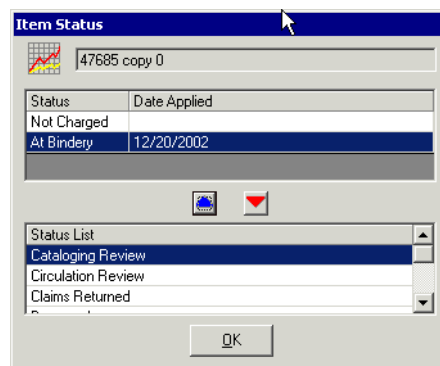 Item Status
47685 copy 0
Status Date Applied
Not Charged
At Bindery 12/20/2002
Status List
Cataloging Review
Circulation Review
Claims Returned
OK